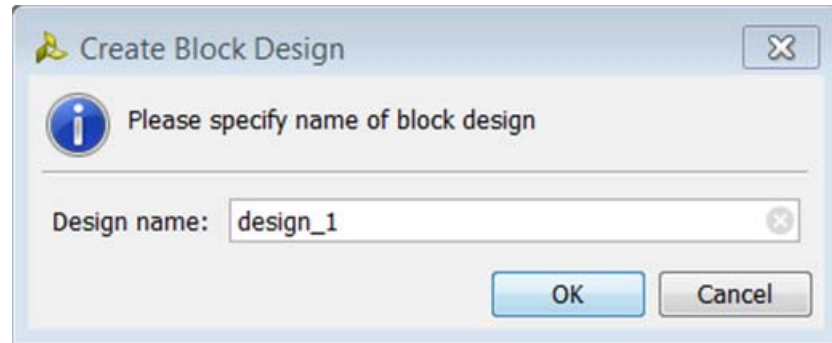 Create Block Design
Please specify name of block design
Design name: design_1
OK Cancel